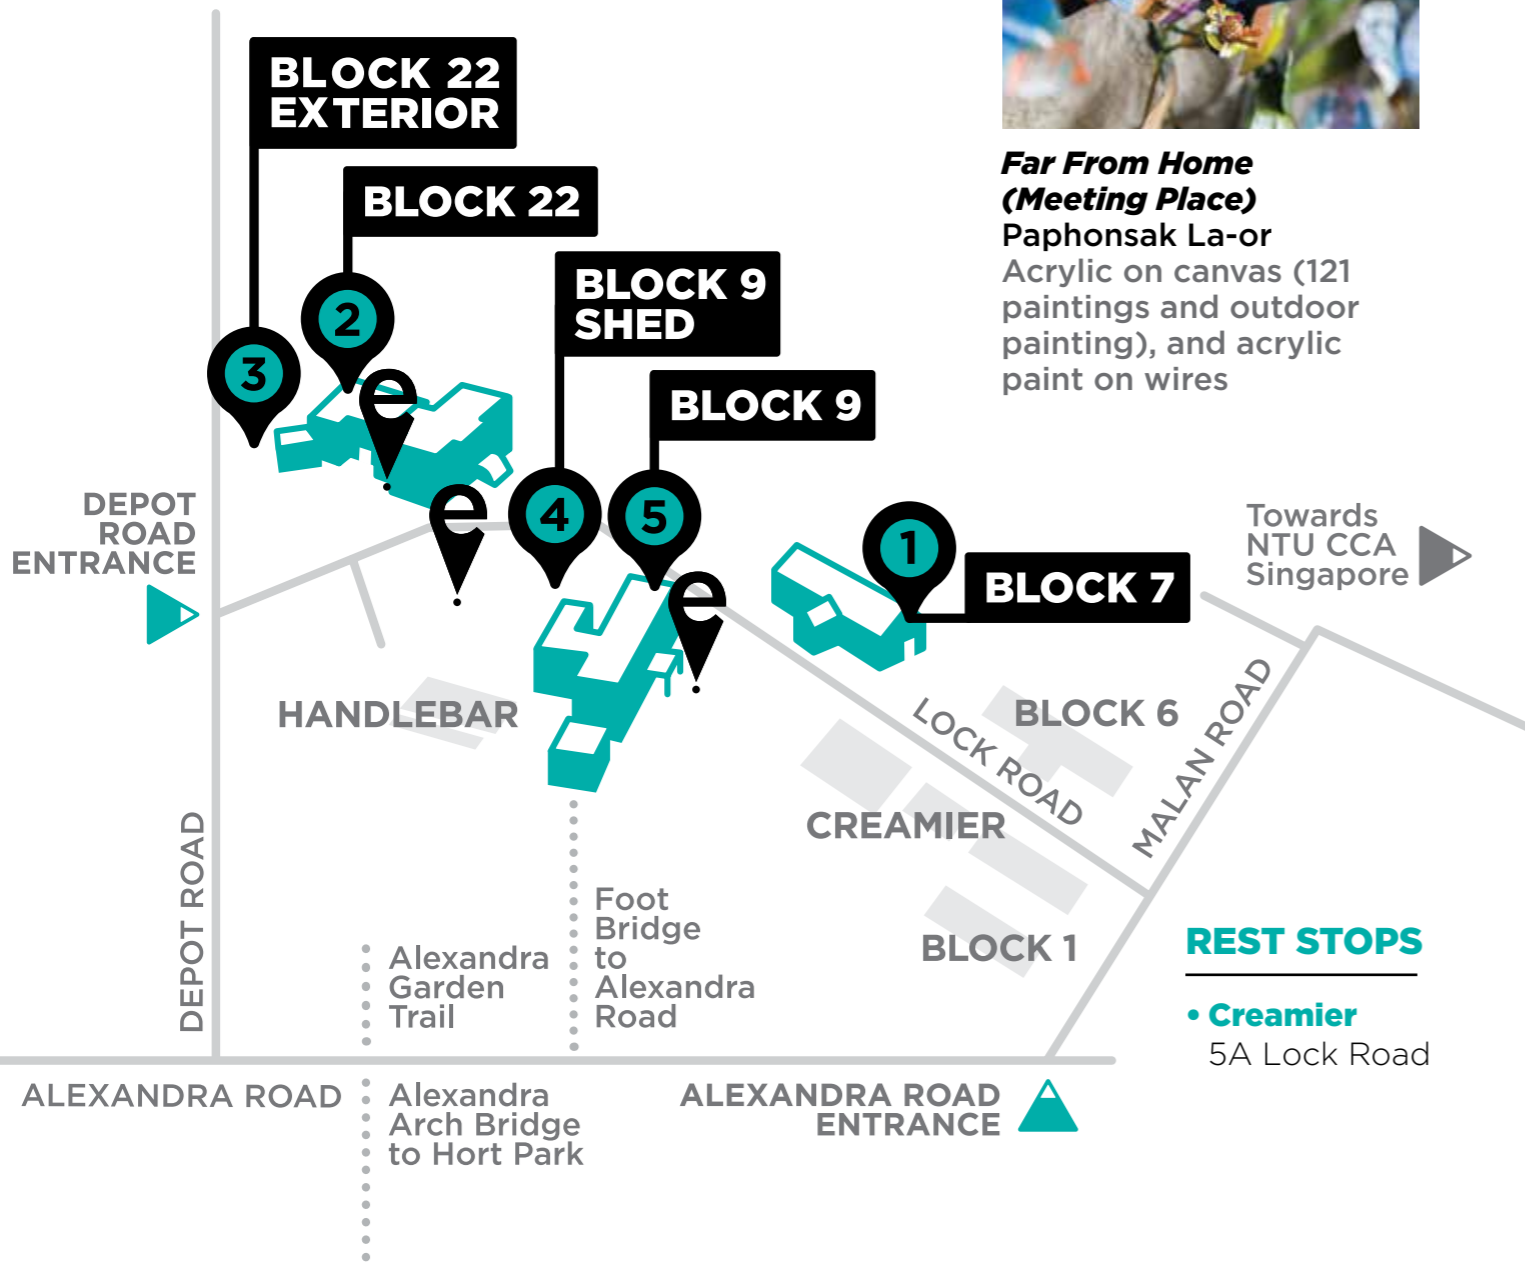 BLOCK 22
EXTERIOR
BLOCK 22
BLOCK 9
SHED
BLOCK 9
2
3
e
e
4
5
e
1
BLOCK 7
Far From Home
(Meeting Place)
Paphonsak La-or
Acrylic on canvas (121
paintings and outdoor
painting), and acrylic
paint on wires
DEPOT
ROAD
ENTRANCE
Towards
NTU CCA
Singapore
HANDLEBAR
LOCK ROAD
BLOCK 6
MALAN ROAD
CREAMIER
BLOCK 1
DEPOT ROAD
Alexandra
Garden
Trail
Foot
Bridge
to
Alexandra
Road
REST STOPS
• Creamier
5A Lock Road
ALEXANDRA ROAD
Alexandra
Arch Bridge
to Hort Park
ALEXANDRA ROAD
ENTRANCE